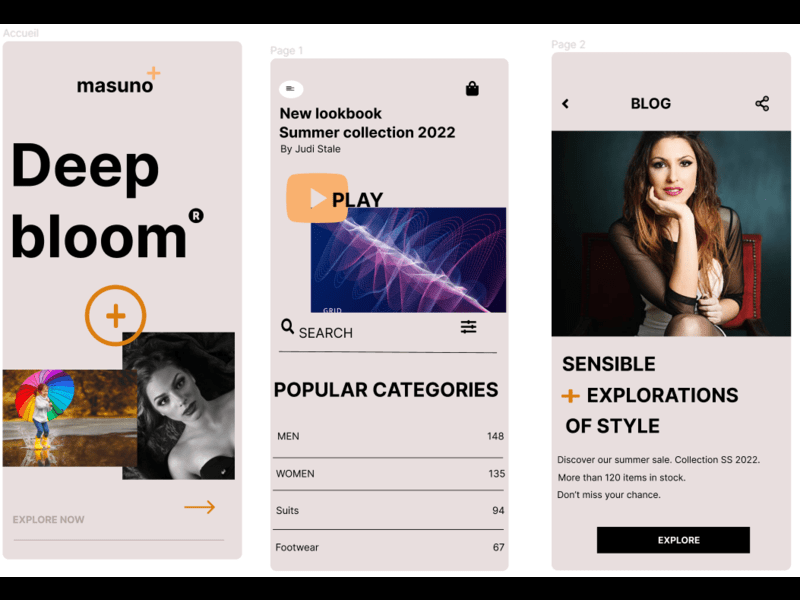 Accueil
masuno+
Deep
bloom®
EXPLORE NOW
Page 1
New lookbook
Summer collection 2022
By Judi Stale
PLAY
GRID
SEARCH
POPULAR CATEGORIES
MEN 148
WOMEN 135
Suits 94
Footwear 67
Page 2
BLOG
SENSIBLE
+ EXPLORATIONS
OF STYLE
Discover our summer sale. Collection SS 2022.
More than 120 items in stock.
Don't miss your chance.
EXPLORE